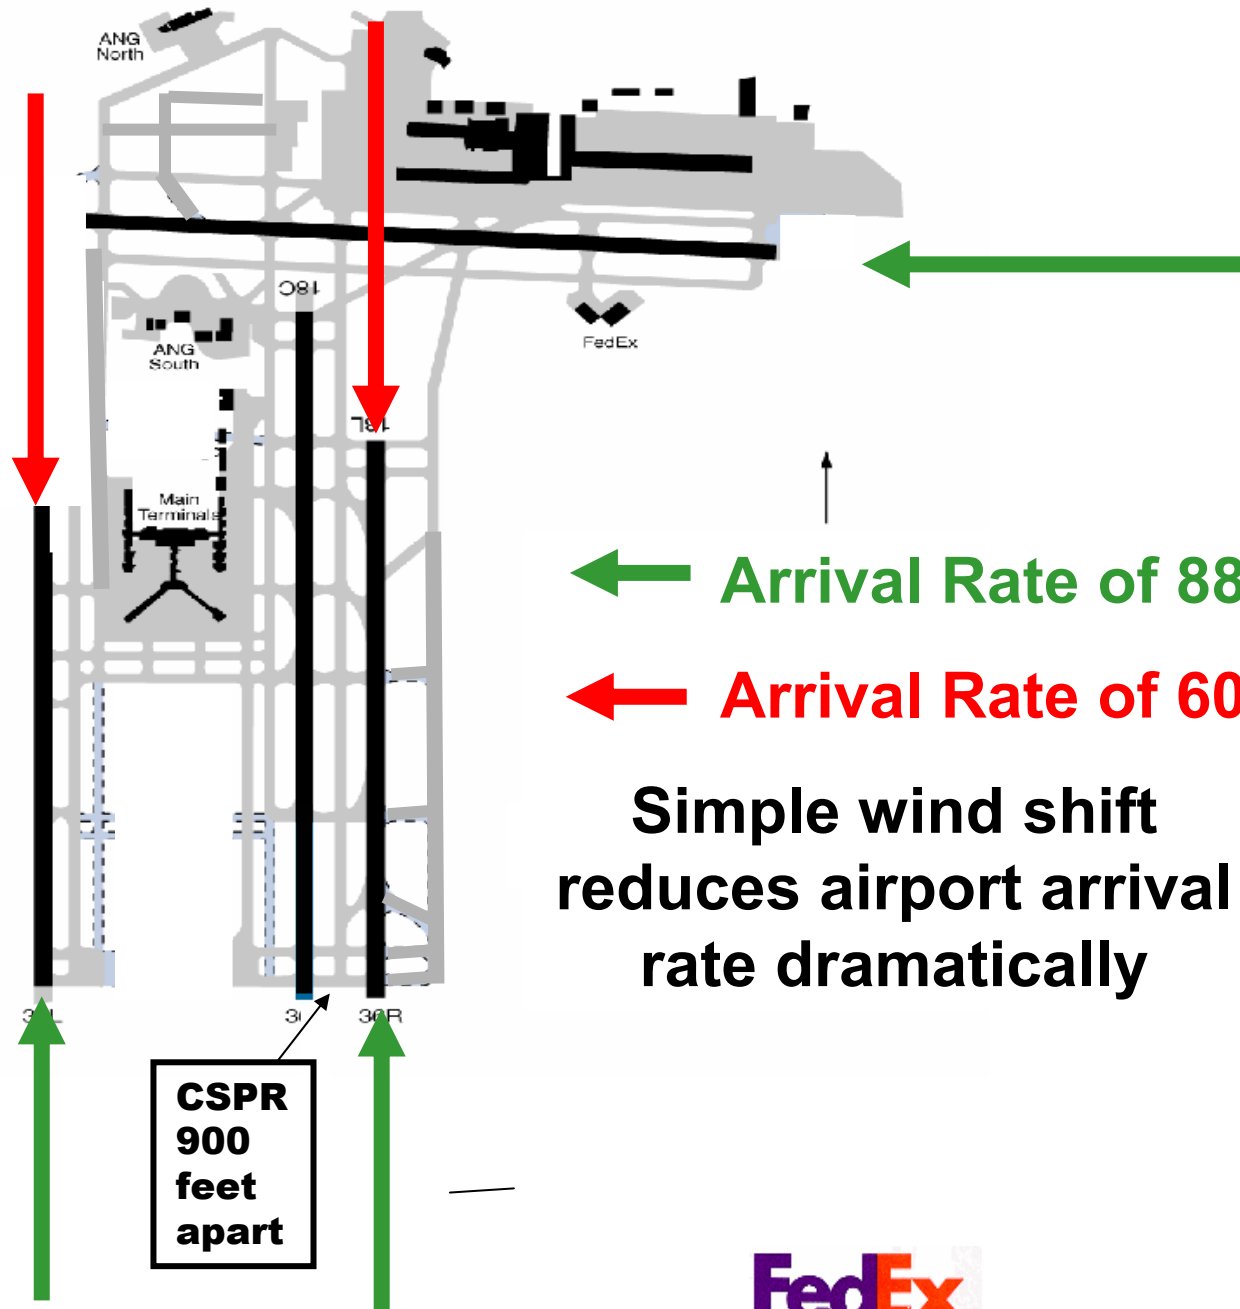 ANG
North
18C
FedEx
ANG
South
18L
Main
Terminals
Arrival Rate of 88
Arrival Rate of 60
Simple wind shift
reduces airport arrival
rate dramatically
36R
CSPR
900
feet
apart
FedEx